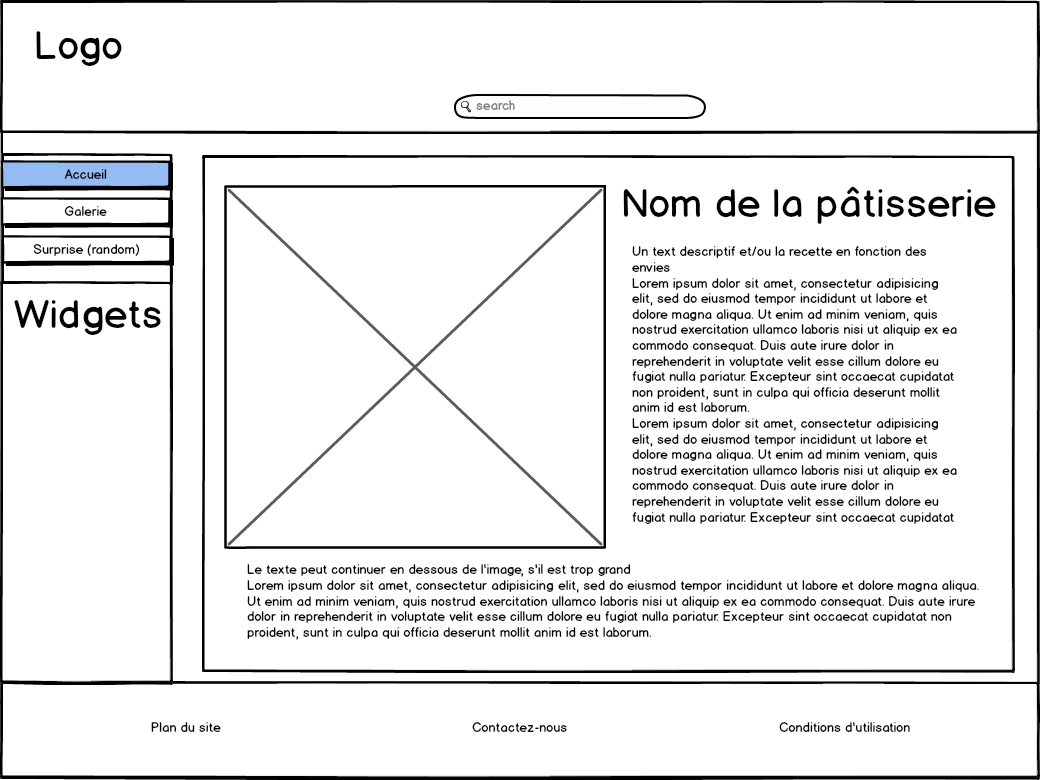 Logo
search
Accueil
Galerie
Surprise (random)
Widgets
Nom de la pâtisserie
Un text descriptif et/ou la recette en fonction des
envies
Lorem ipsum dolor sit amet, consectetur adipisicing
elit, sed do eiusmod tempor incididunt ut labore et
dolore magna aliqua. Ut enim ad minim veniam, quis
nostrud exercitation ullamco laboris nisi ut aliquip ex ea
commodo consequat. Duis aute irure dolor in
reprehenderit in voluptate velit esse cillum dolore eu
fugiat nulla pariatur. Excepteur sint occaecat cupidatat
non proident, sunt in culpa qui officia deserunt mollit
anim id est laborum.
Lorem ipsum dolor sit amet, consectetur adipisicing
elit, sed do eiusmod tempor incididunt ut labore et
dolore magna aliqua. Ut enim ad minim veniam, quis
nostrud exercitation ullamco laboris nisi ut aliquip ex ea
commodo consequat. Duis aute irure dolor in
reprehenderit in voluptate velit esse cillum dolore eu
fugiat nulla pariatur. Excepteur sint occaecat cupidatat
Le texte peut continuer en dessous de l'image, s'il est trop grand
Lorem ipsum dolor sit amet, consectetur adipisicing elit, sed do eiusmod tempor incididunt ut labore et dolore magna aliqua.
Ut enim ad minim veniam, quis nostrud exercitation ullamco laboris nisi ut aliquip ex ea commodo consequat. Duis aute irure
dolor in reprehenderit in voluptate velit esse cillum dolore eu fugiat nulla pariatur. Excepteur sint occaecat cupidatat non
proident, sunt in culpa qui officia deserunt mollit anim id est laborum.
Plan du site
Contactez-nous
Conditions d'utilisation